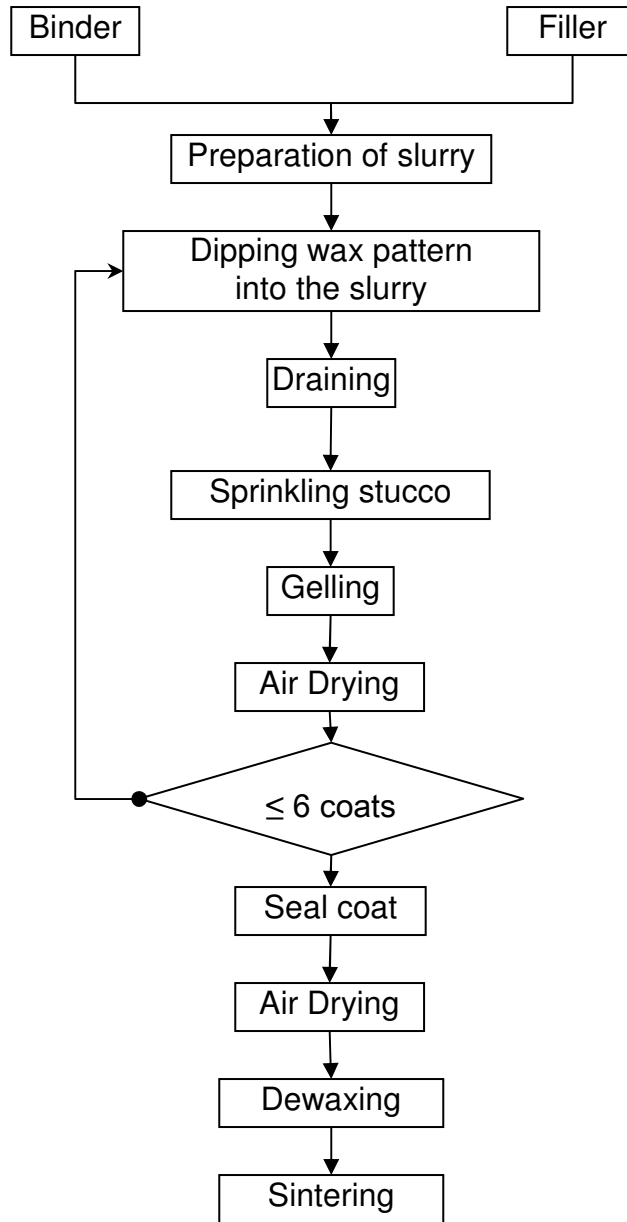 Binder
Filler
Preparation of slurry
Dipping wax pattern
into the slurry
Draining
Sprinkling stucco
Gelling
Air Drying
≤ 6 coats
Seal coat
Air Drying
Dewaxing
Sintering